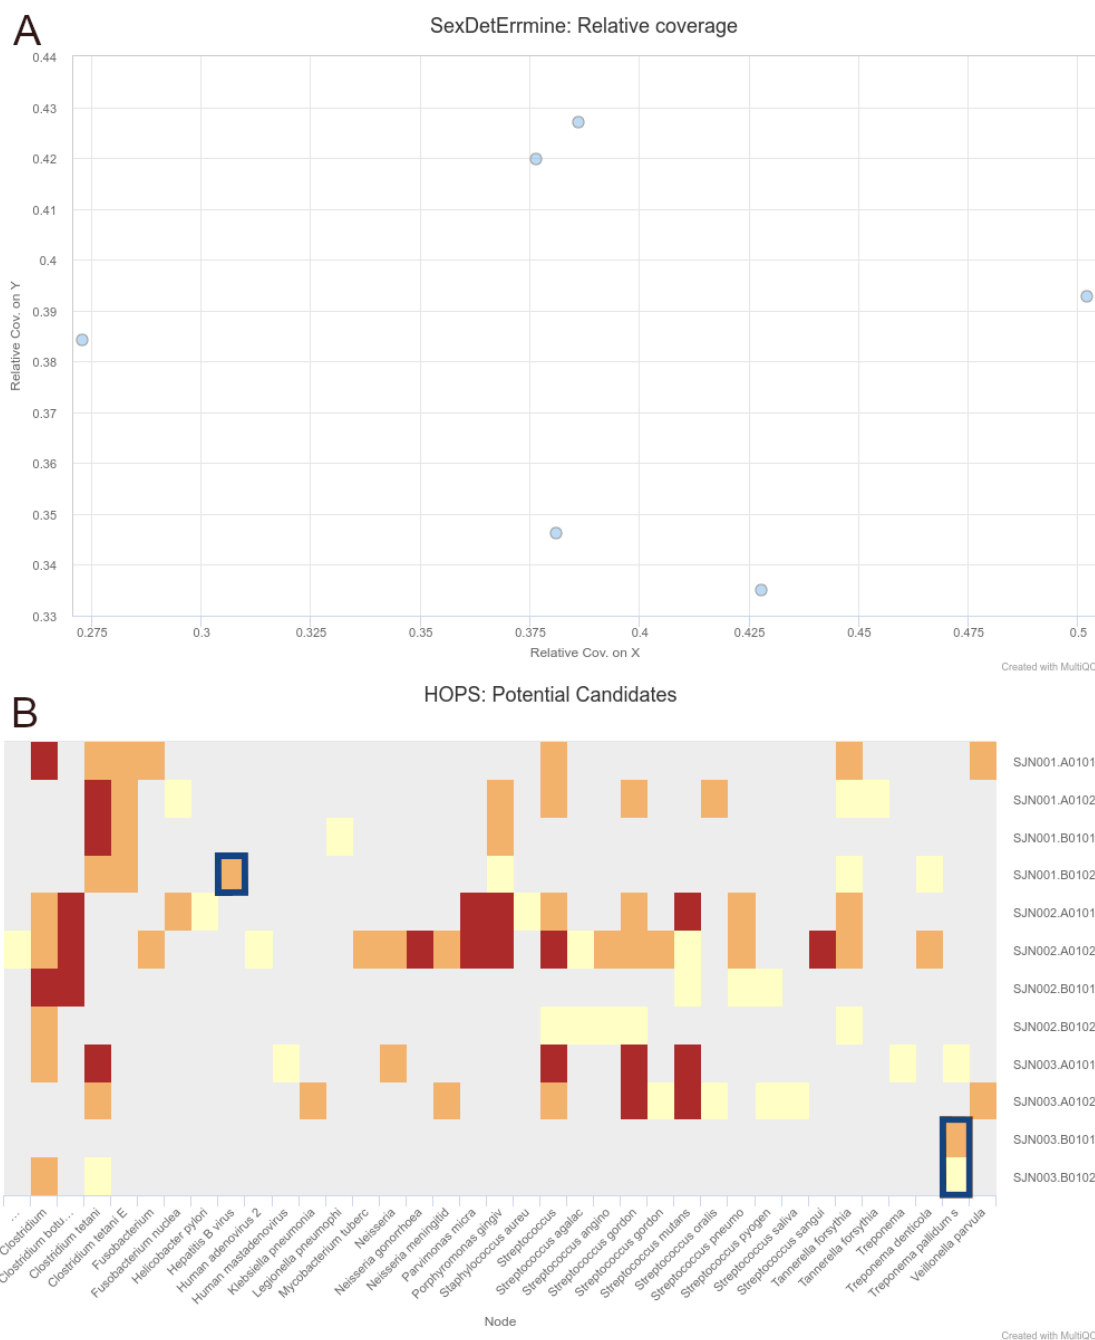 A
SexDetErrmine: Relative coverage
0.44
0.43
0.42
0.41
0.4
0.39
0.38
0.37
0.36
0.35
0.34
0.33
Relative Cov. on Y
0.275
0.3
0.325
0.35
0.375
0.4
0.425
0.45
0.475
0.5
Relative Cov. on X
Created with MultiQC
B
HOPS: Potential Candidates
SJN001.A0101
SJN001.A0102
SJN001.B0101
SJN001.B0102
SJN002.A0101
SJN002.A0102
SJN002.B0101
SJN002.B0102
SJN003.A0101
SJN003.A0102
SJN003.B0101
SJN003.B0102
...
Clostridium
Clostridium botu...
Clostridium tetani
Clostridium tetani E
Fusobacterium
Fusobacterium nuclea
Helicobacter pylori
Hepatitis B virus
Human adenovirus 2
Human mastadenovirus
Klebsiella pneumonia
Legionella pneumophi
Mycobacterium tuberc
Neisseria
Neisseria gonorrhoea
Neisseria meningitid
Parvimonas micra
Porphyromonas gingiv
Staphylococcus aureu
Streptococcus
Streptococcus agalac
Streptococcus angino
Streptococcus gordon
Streptococcus gordon
Streptococcus mutans
Streptococcus oralis
Streptococcus pneumo
Streptococcus pyogen
Streptococcus saliva
Streptococcus sangui
Tannerella forsythia
Tannerella forsythia
Treponema
Treponema denticola
Treponema pallidum s
Veillonella parvula
Node
Created with MultiQC